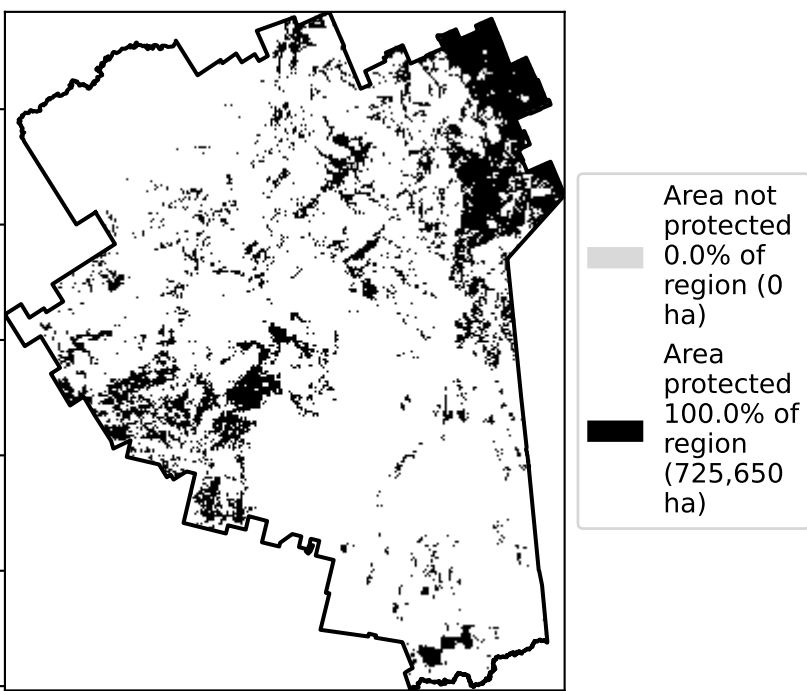 Area not
protected
0.0% of
region (0
ha)
Area
protected
100.0% of
region
(725,650
ha)